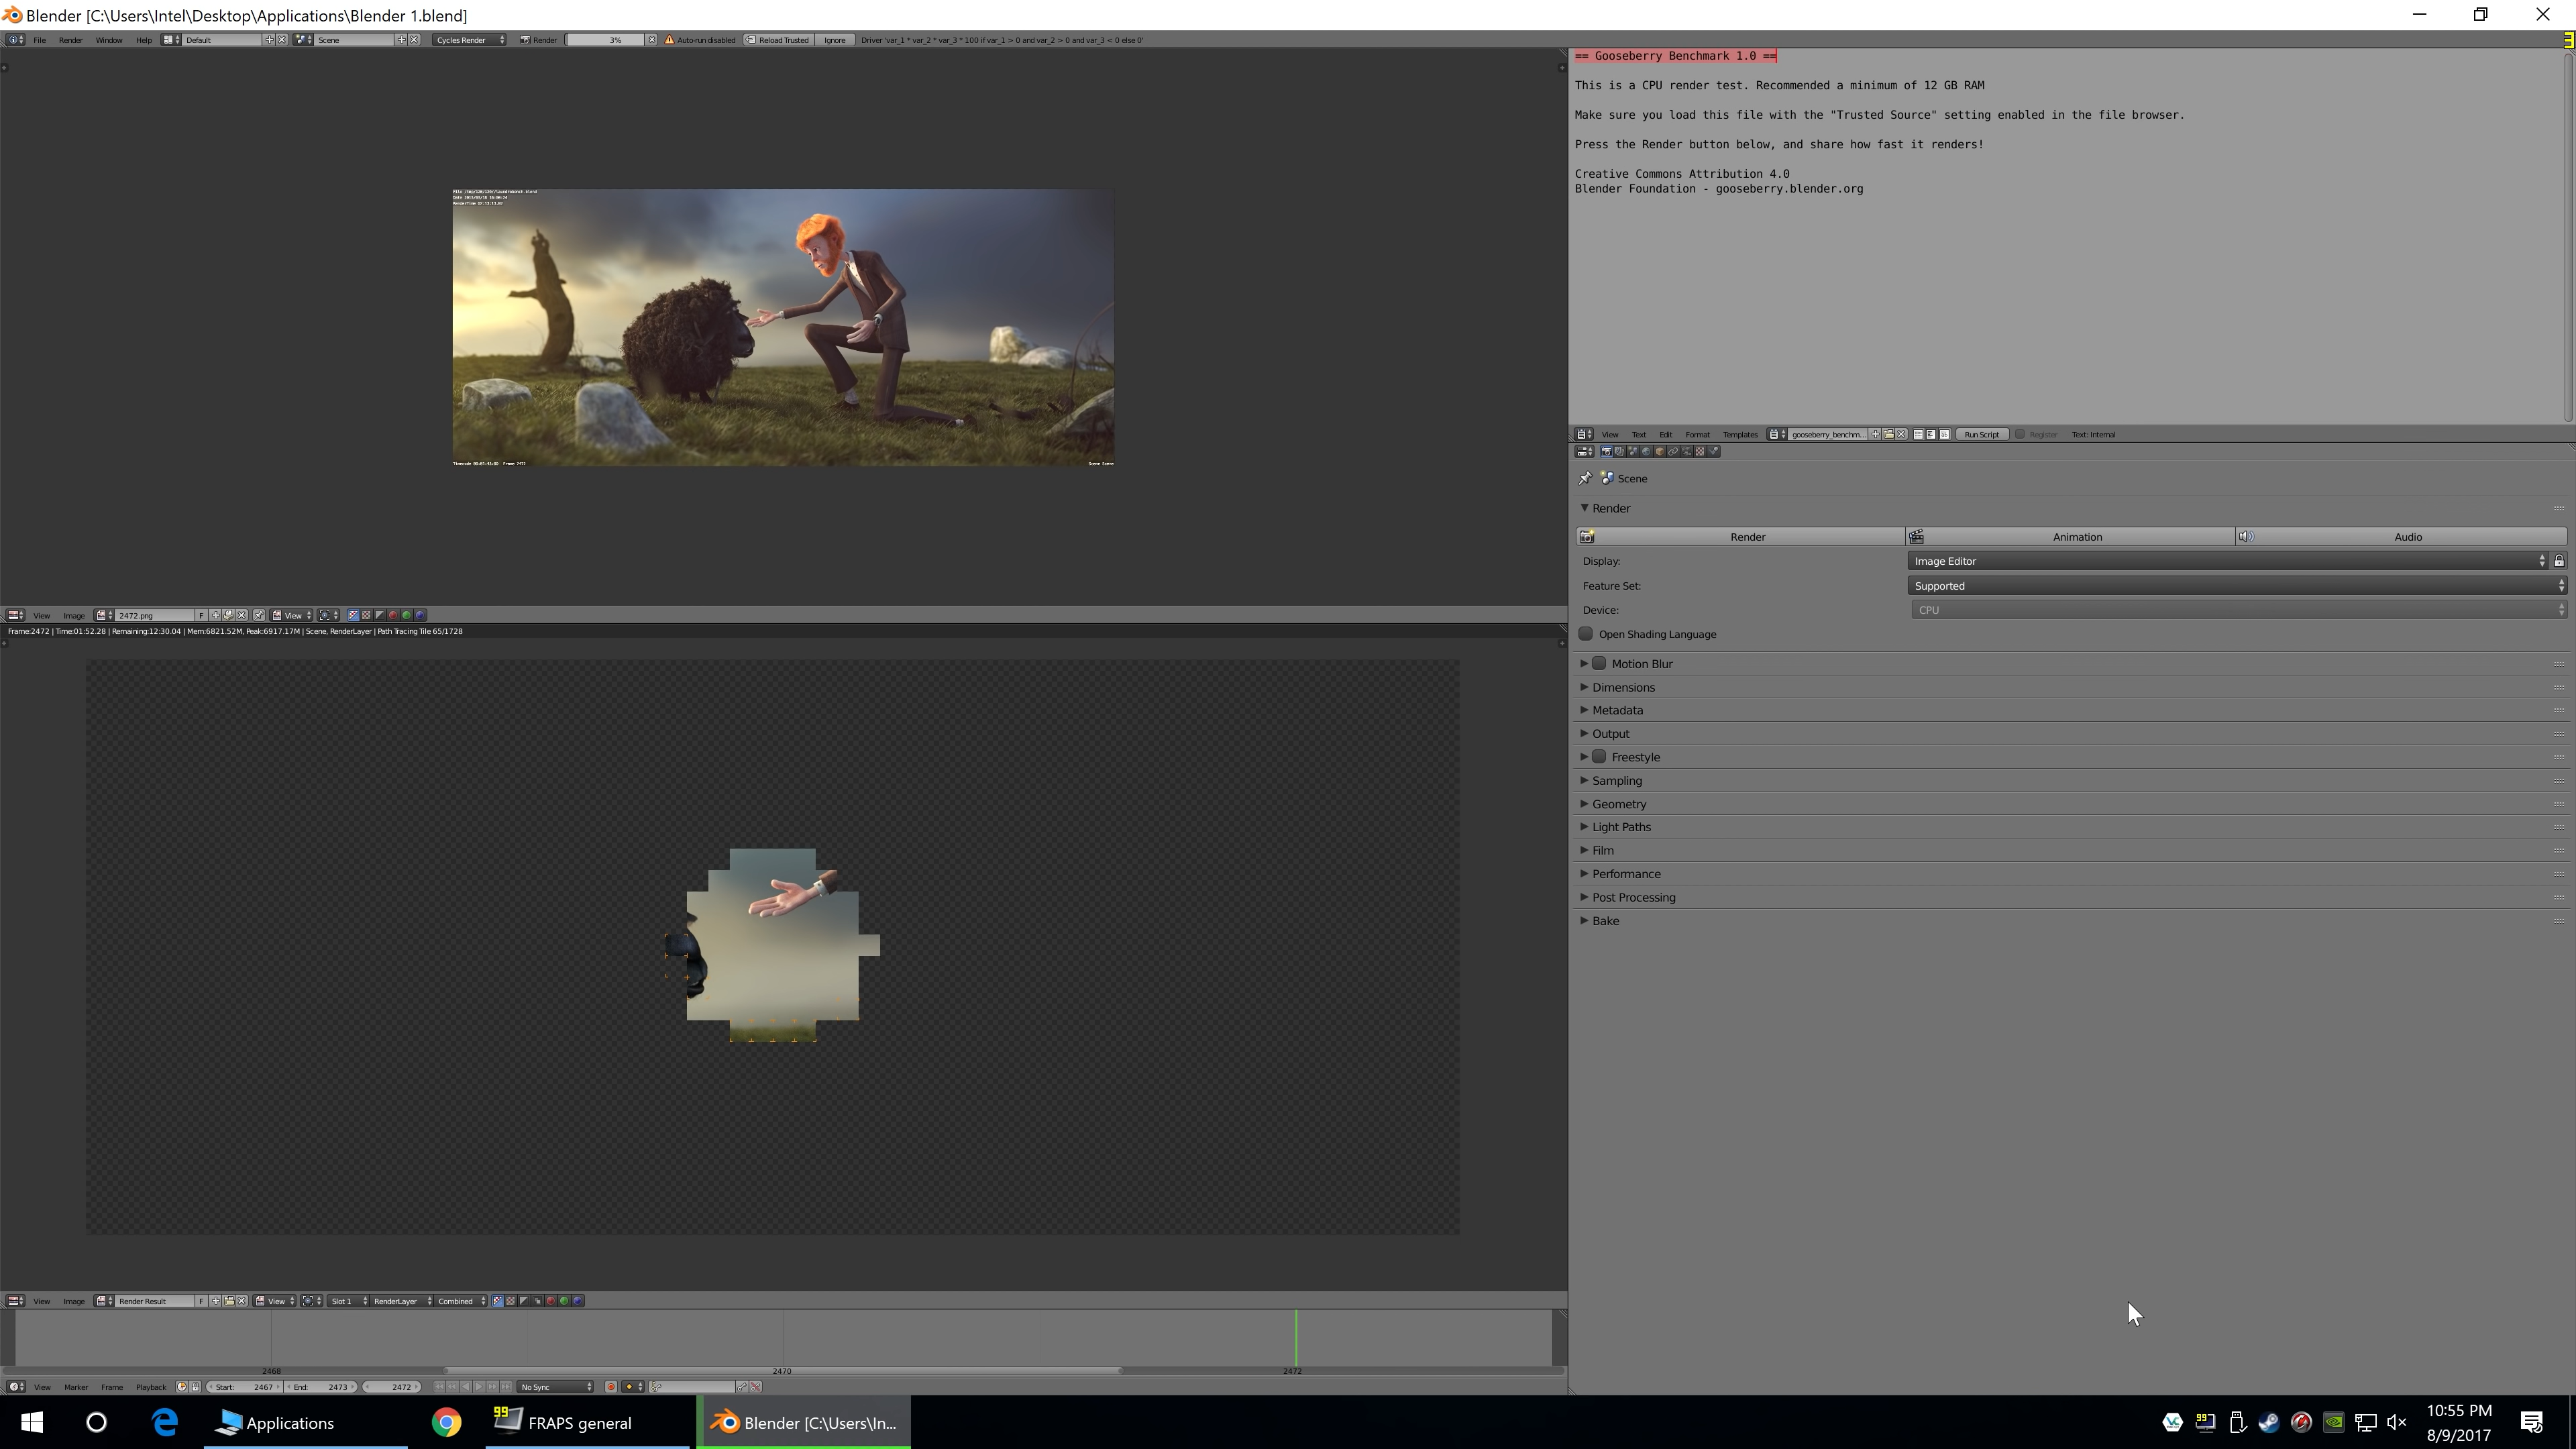 Blender [C:\Users\Intel\Desktop\Applications\Blender 1.blend]
File Render Window Help Default Scene Cycles Render Render 3% Auto-run disabled Reload Trusted Ignore Driver 'var_1 * var_2 * var_3 * 100 if var_1 > 0 and var_2 > 0 and var_3 < 0 else 0'
3
== Gooseberry Benchmark 1.0 ==
This is a CPU render test. Recommended a minimum of 12 GB RAM
Make sure you load this file with the "Trusted Source" setting enabled in the file browser.
Press the Render button below, and share how fast it renders!
Creative Commons Attribution 4.0
Blender Foundation - gooseberry.blender.org
View Text Edit Format Templates gooseberry_benchm... Run Script Register Text: Internal
Scene
Render
Render Animation Audio
Display: Image Editor
Feature Set: Supported
Device: CPU
Open Shading Language
Motion Blur
Dimensions
Metadata
Output
Freestyle
Sampling
Geometry
Light Paths
Film
Performance
Post Processing
Bake
Frame 2472
Scene Scene
View Image 2472.png F View
Frame:2472 | Time:01:52.28 | Remaining:12:30.04 | Mem:6821.52M, Peak:6917.17M | Scene, RenderLayer | Path Tracing Tile 65/1728
View Image Render Result F View Slot 1 RenderLayer Combined
2468 2470 2472
View Marker Frame Playback Start: 2467 End: 2473 2472 No Sync
Applications
99 FRAPS general
Blender [C:\Users\In...
99
10:55 PM
8/9/2017